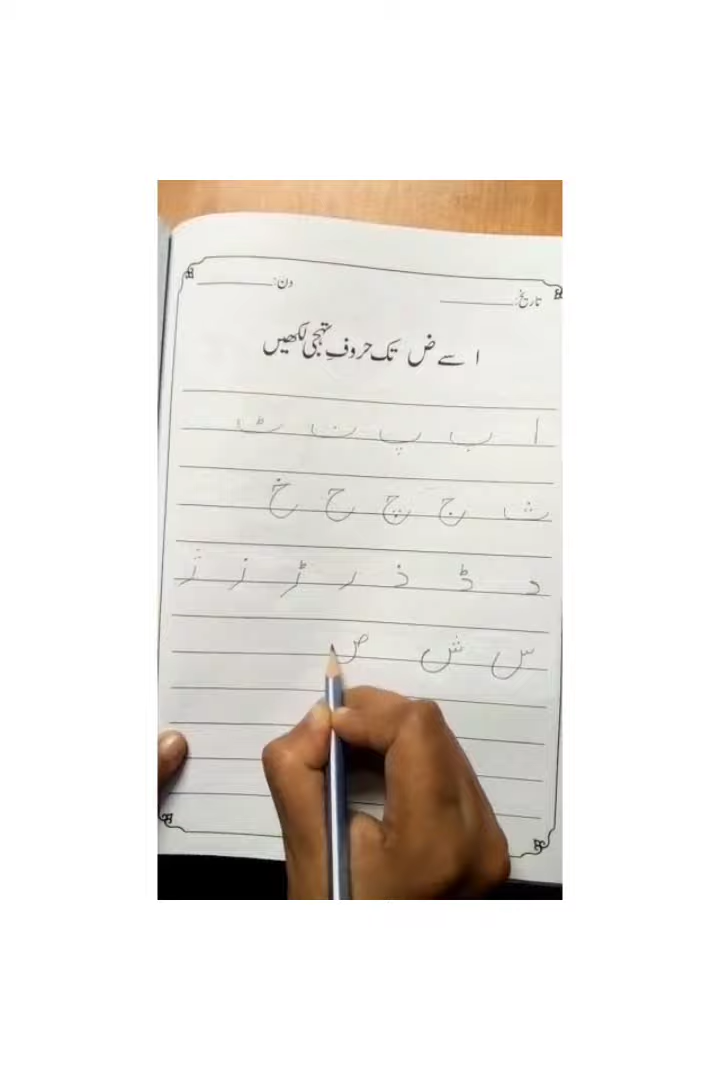 تاریخ: دن:
ا سے ض تک حروفِ تہجی لکھیں
ا ب پ ت ٹ
ث ج چ ح خ
د ڈ ذ ر ڑ ز ژ
س ش ص